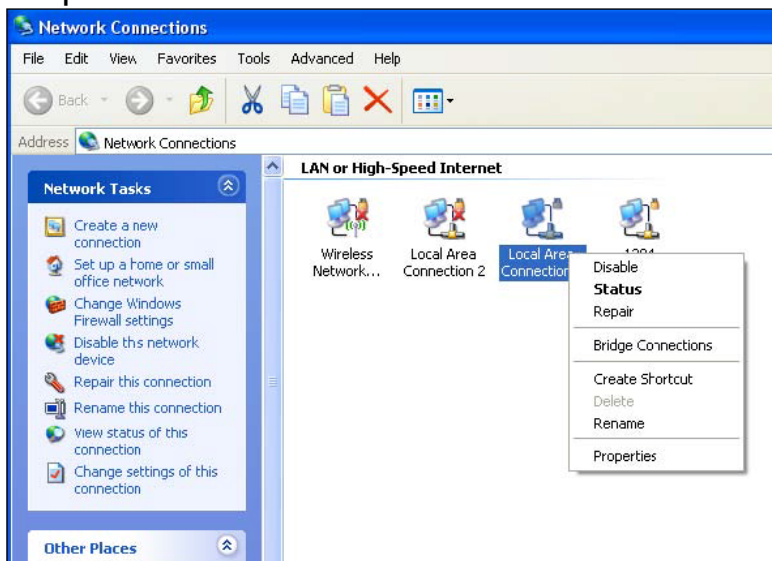 Network Connections
File Edit View Favorites Tools Advanced Help
Back
Address Network Connections
Network Tasks
Create a new
connection
Set up a home or small
office network
Change Windows
Firewall settings
Disable this network
device
Repair this connection
Rename this connection
View status of this
connection
Change settings of this
connection
Other Places
LAN or High-Speed Internet
Wireless
Network...
Local Area
Connection 2
Local Area
Connection
Disable
Status
Repair
Bridge Connections
Create Shortcut
Delete
Rename
Properties